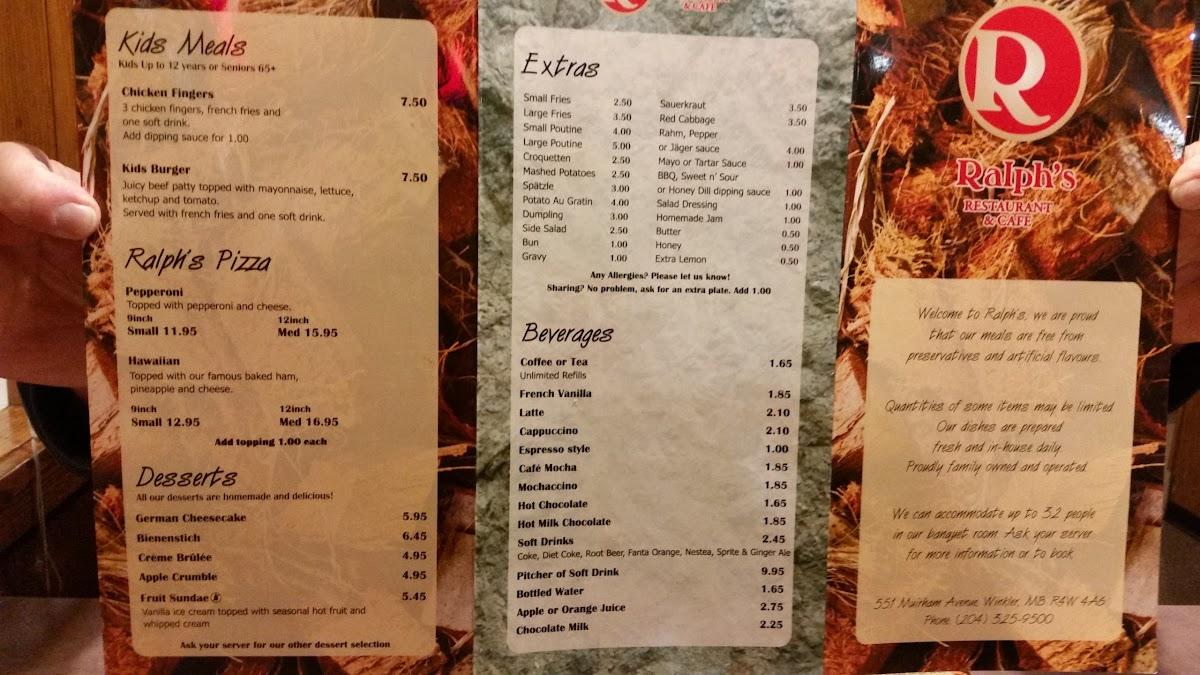 Kids Meals
Kids Up to 12 years or Seniors 65+
Chicken Fingers 7.50
3 chicken fingers, french fries and
one soft drink.
Add dipping sauce for 1.00
Kids Burger 7.50
Juicy beef patty topped with mayonnaise, lettuce,
ketchup and tomato.
Served with french fries and one soft drink.
Ralph's Pizza
Pepperoni
Topped with pepperoni and cheese.
9inch 12inch
Small 11.95 Med 15.95
Hawaiian
Topped with our famous baked ham,
pineapple and cheese.
9inch 12inch
Small 12.95 Med 16.95
Add topping 1.00 each
Desserts
All our desserts are homemade and delicious!
German Cheesecake 5.95
Bienenstich 6.45
Crème Brûlée 4.95
Apple Crumble 4.95
Fruit Sundae 5.45
Vanilla ice cream topped with seasonal hot fruit and
whipped cream
Ask your server for our other dessert selection
& CAFÉ
Extras
Small Fries 2.50
Large Fries 3.50
Small Poutine 4.00
Large Poutine 5.00
Croquetten 2.50
Mashed Potatoes 2.50
Spätzle 3.00
Potato Au Gratin 4.00
Dumpling 3.00
Side Salad 2.50
Bun 1.00
Gravy 1.00
Sauerkraut 3.50
Red Cabbage 3.50
Rahm, Pepper
or Jäger sauce 4.00
Mayo or Tartar Sauce 1.00
BBQ, Sweet n' Sour
or Honey Dill dipping sauce 1.00
Salad Dressing 1.00
Homemade Jam 1.00
Butter 0.50
Honey 0.50
Extra Lemon 0.50
Any Allergies? Please let us know!
Sharing? No problem, ask for an extra plate. Add 1.00
Beverages
Coffee or Tea 1.65
Unlimited Refills
French Vanilla 1.85
Latte 2.10
Cappuccino 2.10
Espresso style 1.00
Café Mocha 1.85
Mochaccino 1.85
Hot Chocolate 1.65
Hot Milk Chocolate 1.85
Soft Drinks 2.45
Coke, Diet Coke, Root Beer, Fanta Orange, Nestea, Sprite & Ginger Ale
Pitcher of Soft Drink 9.95
Bottled Water 1.65
Apple or Orange Juice 2.75
Chocolate Milk 2.25
R
Ralph's
RESTAURANT
& CAFÉ
Welcome to Ralph's, we are proud
that our meals are free from
preservatives and artificial flavours.
Quantities of some items may be limited
Our dishes are prepared
fresh and in-house daily.
Proudly family owned and operated
We can accommodate up to 32 people
in our banquet room. Ask your server
for more information or to book
551 Muirham Avenue, Winkler, MB R4W 4A6
Phone (204) 325-9500